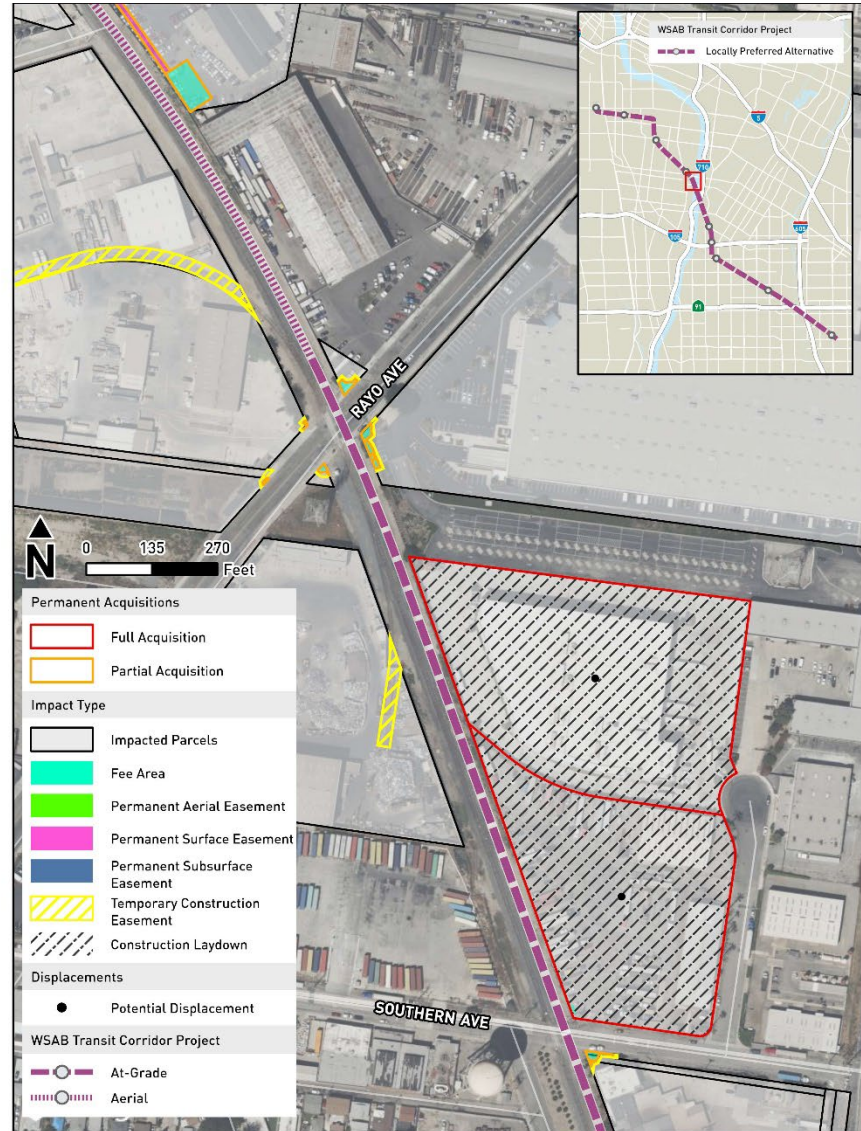 WSAB Transit Corridor Project
Locally Preferred Alternative
5
710
105
605
91
RAYO AVE
N
0 135 270
Feet
Permanent Acquisitions
Full Acquisition
Partial Acquisition
Impact Type
Impacted Parcels
Fee Area
Permanent Aerial Easement
Permanent Surface Easement
Permanent Subsurface
Easement
Temporary Construction
Easement
Construction Laydown
Displacements
Potential Displacement
WSAB Transit Corridor Project
At-Grade
Aerial
SOUTHERN AVE